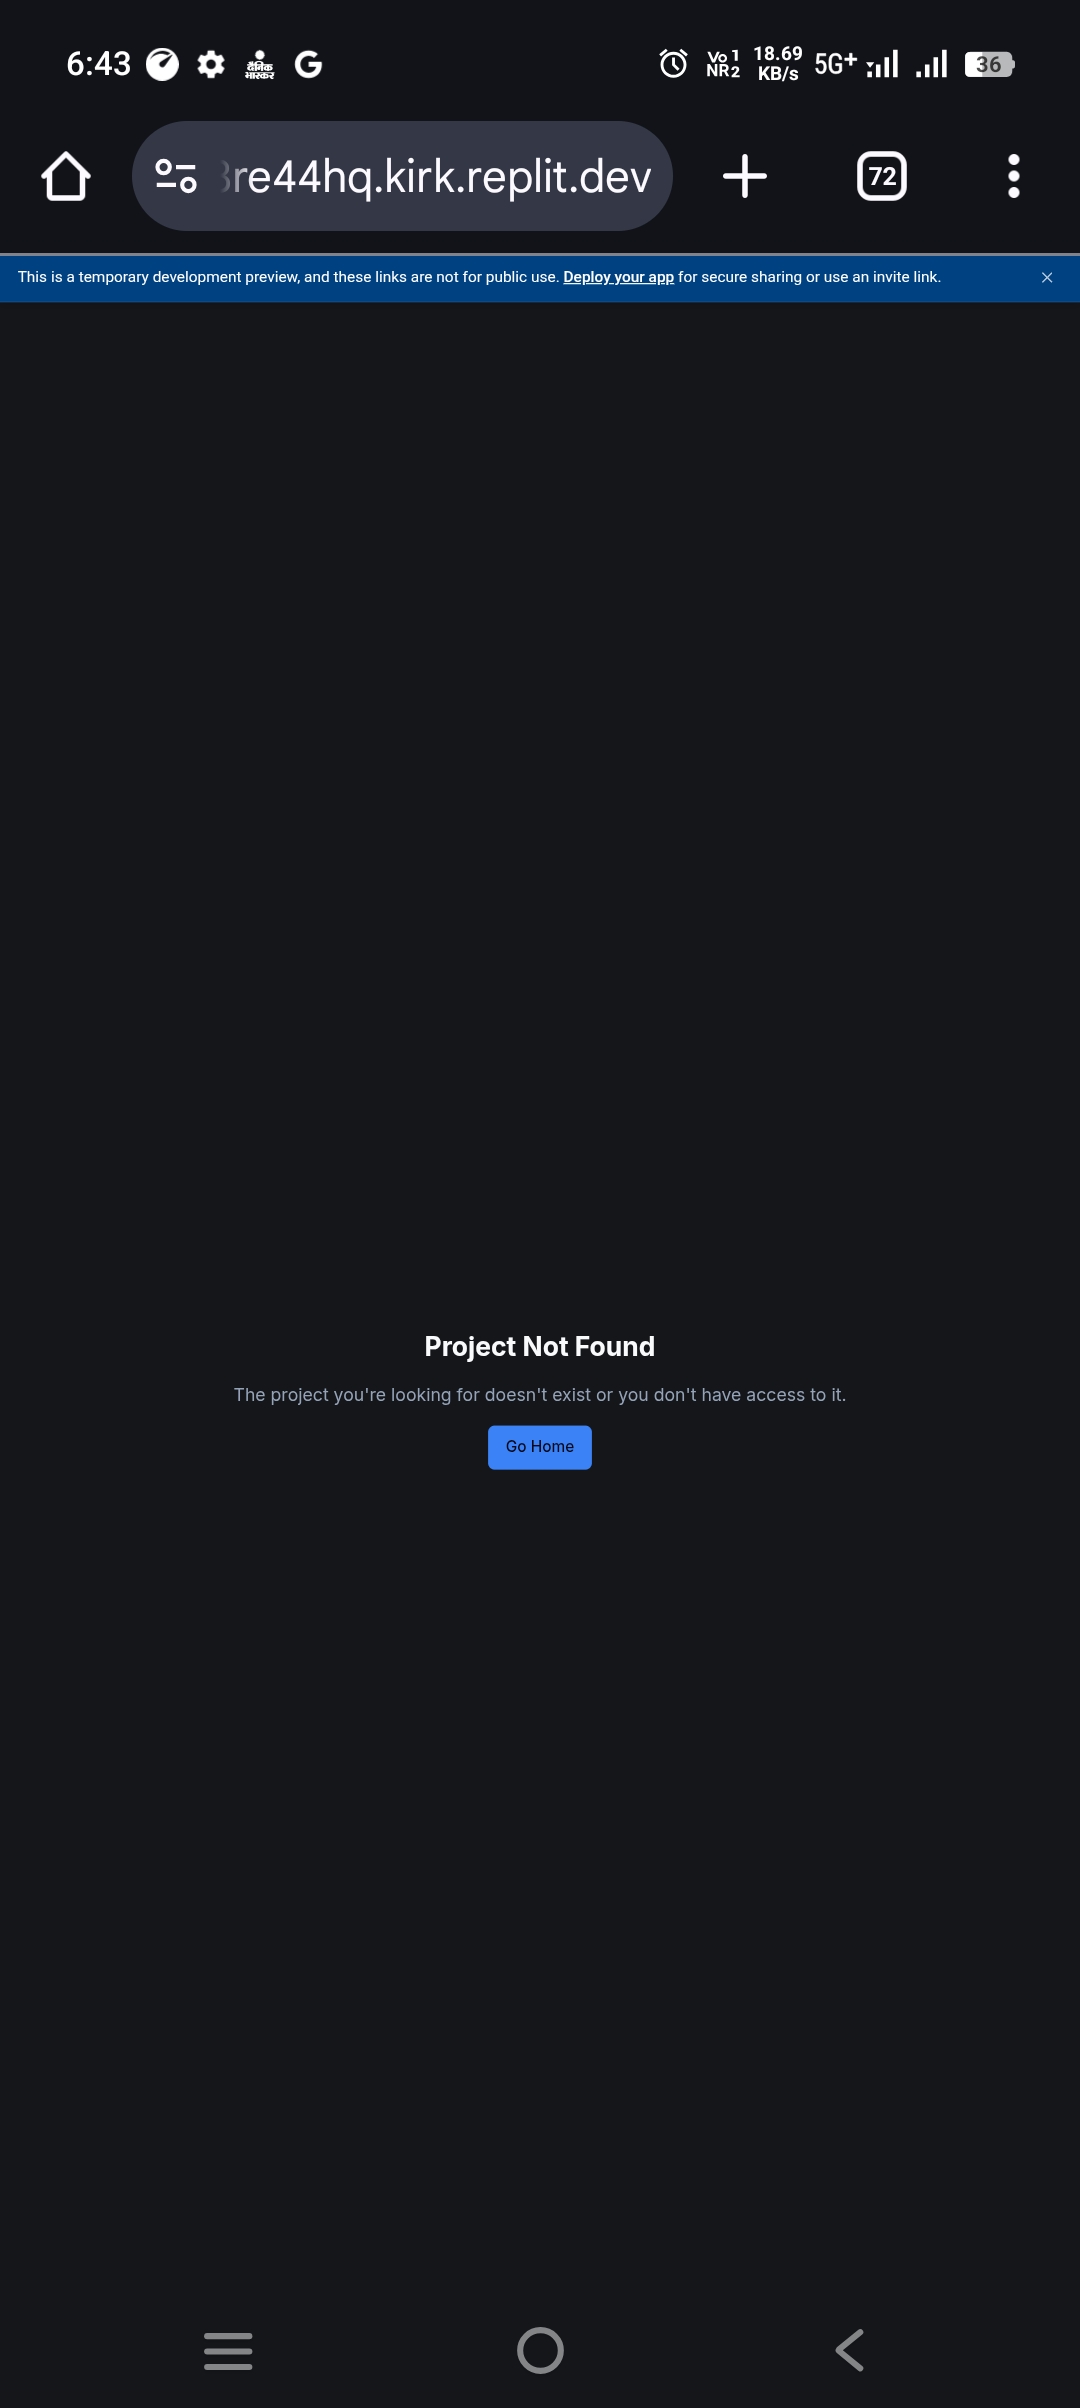 6:43
दैनिक
भास्कर
G
Vo 1
NR 2
18.69
KB/s
5G+
36
re44hq.kirk.replit.dev
72
This is a temporary development preview, and these links are not for public use. Deploy your app for secure sharing or use an invite link.
Project Not Found
The project you're looking for doesn't exist or you don't have access to it.
Go Home